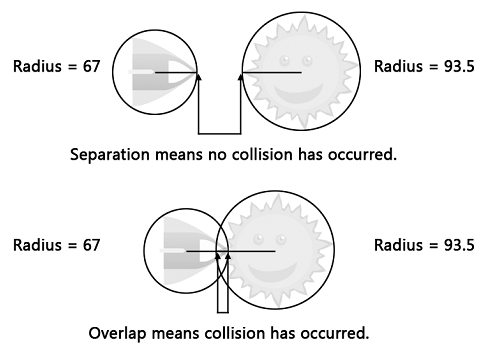 Radius = 67
Radius = 93.5
Separation means no collision has occurred.
Radius = 67
Radius = 93.5
Overlap means collision has occurred.